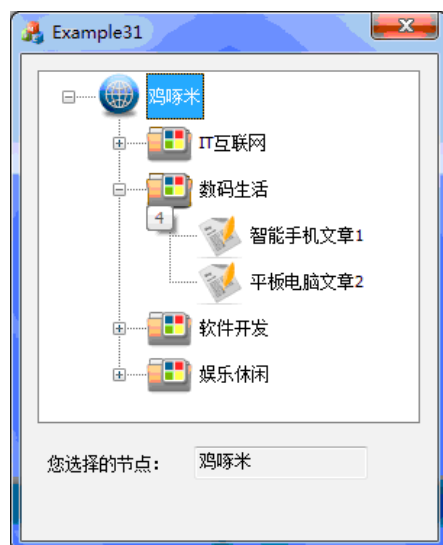 Example31
鸡啄米
IT互联网
数码生活
4
智能手机文章1
平板电脑文章2
软件开发
娱乐休闲
您选择的节点： 鸡啄米